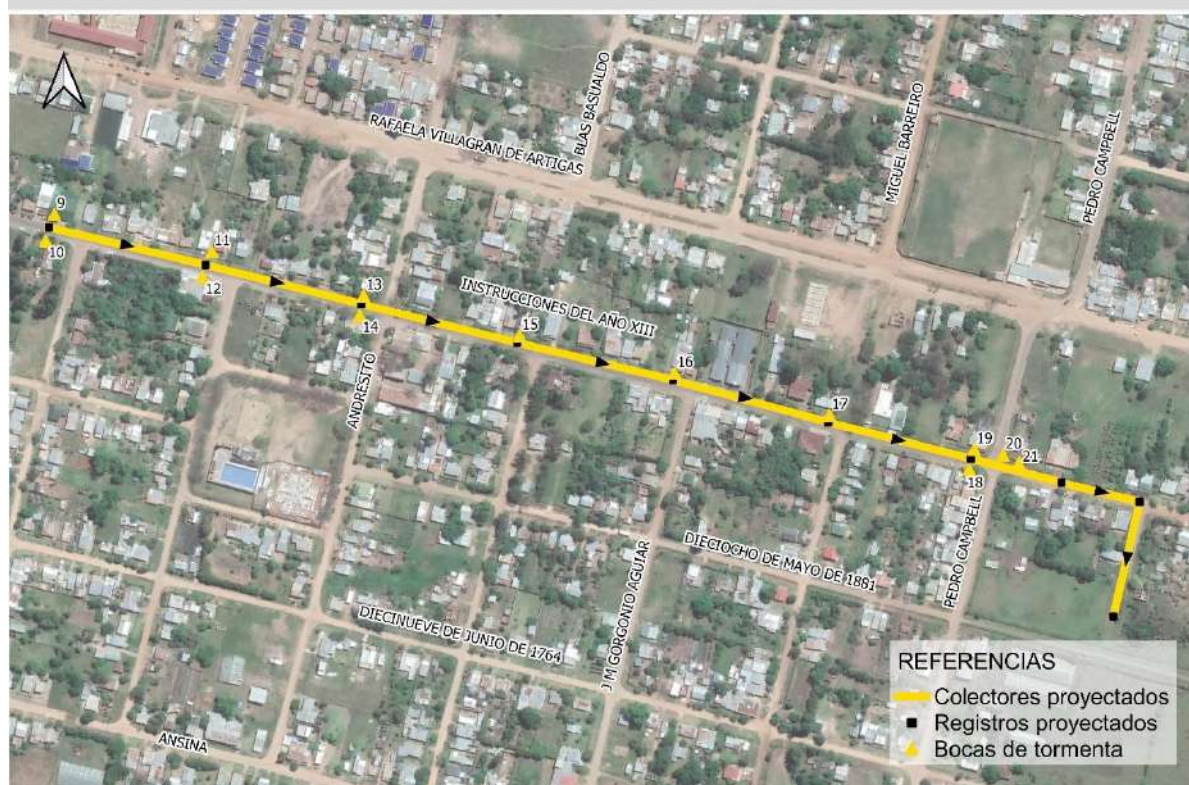 BLAS BASUALDO
RAFAELA VILLAGRAN DE ARTIGAS
MIGUEL BARREIRO
PEDRO CAMPBELL
9
10
11
12
13
14
INSTRUCCIONES DEL AÑO XIII
15
16
17
19
20
21
18
ANDRESITO
PEDRO CAMPBELL
DIECIOCHO DE MAYO DE 1881
J M GORGONIO AGUIAR
DIECINUEVE DE JUNIO DE 1764
ANSINA
REFERENCIAS
Colectores proyectados
Registros proyectados
Bocas de tormenta